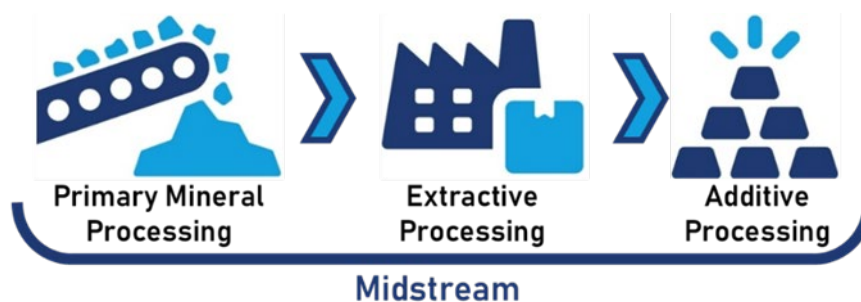 Primary Mineral
Processing
Extractive
Processing
Additive
Processing
Midstream